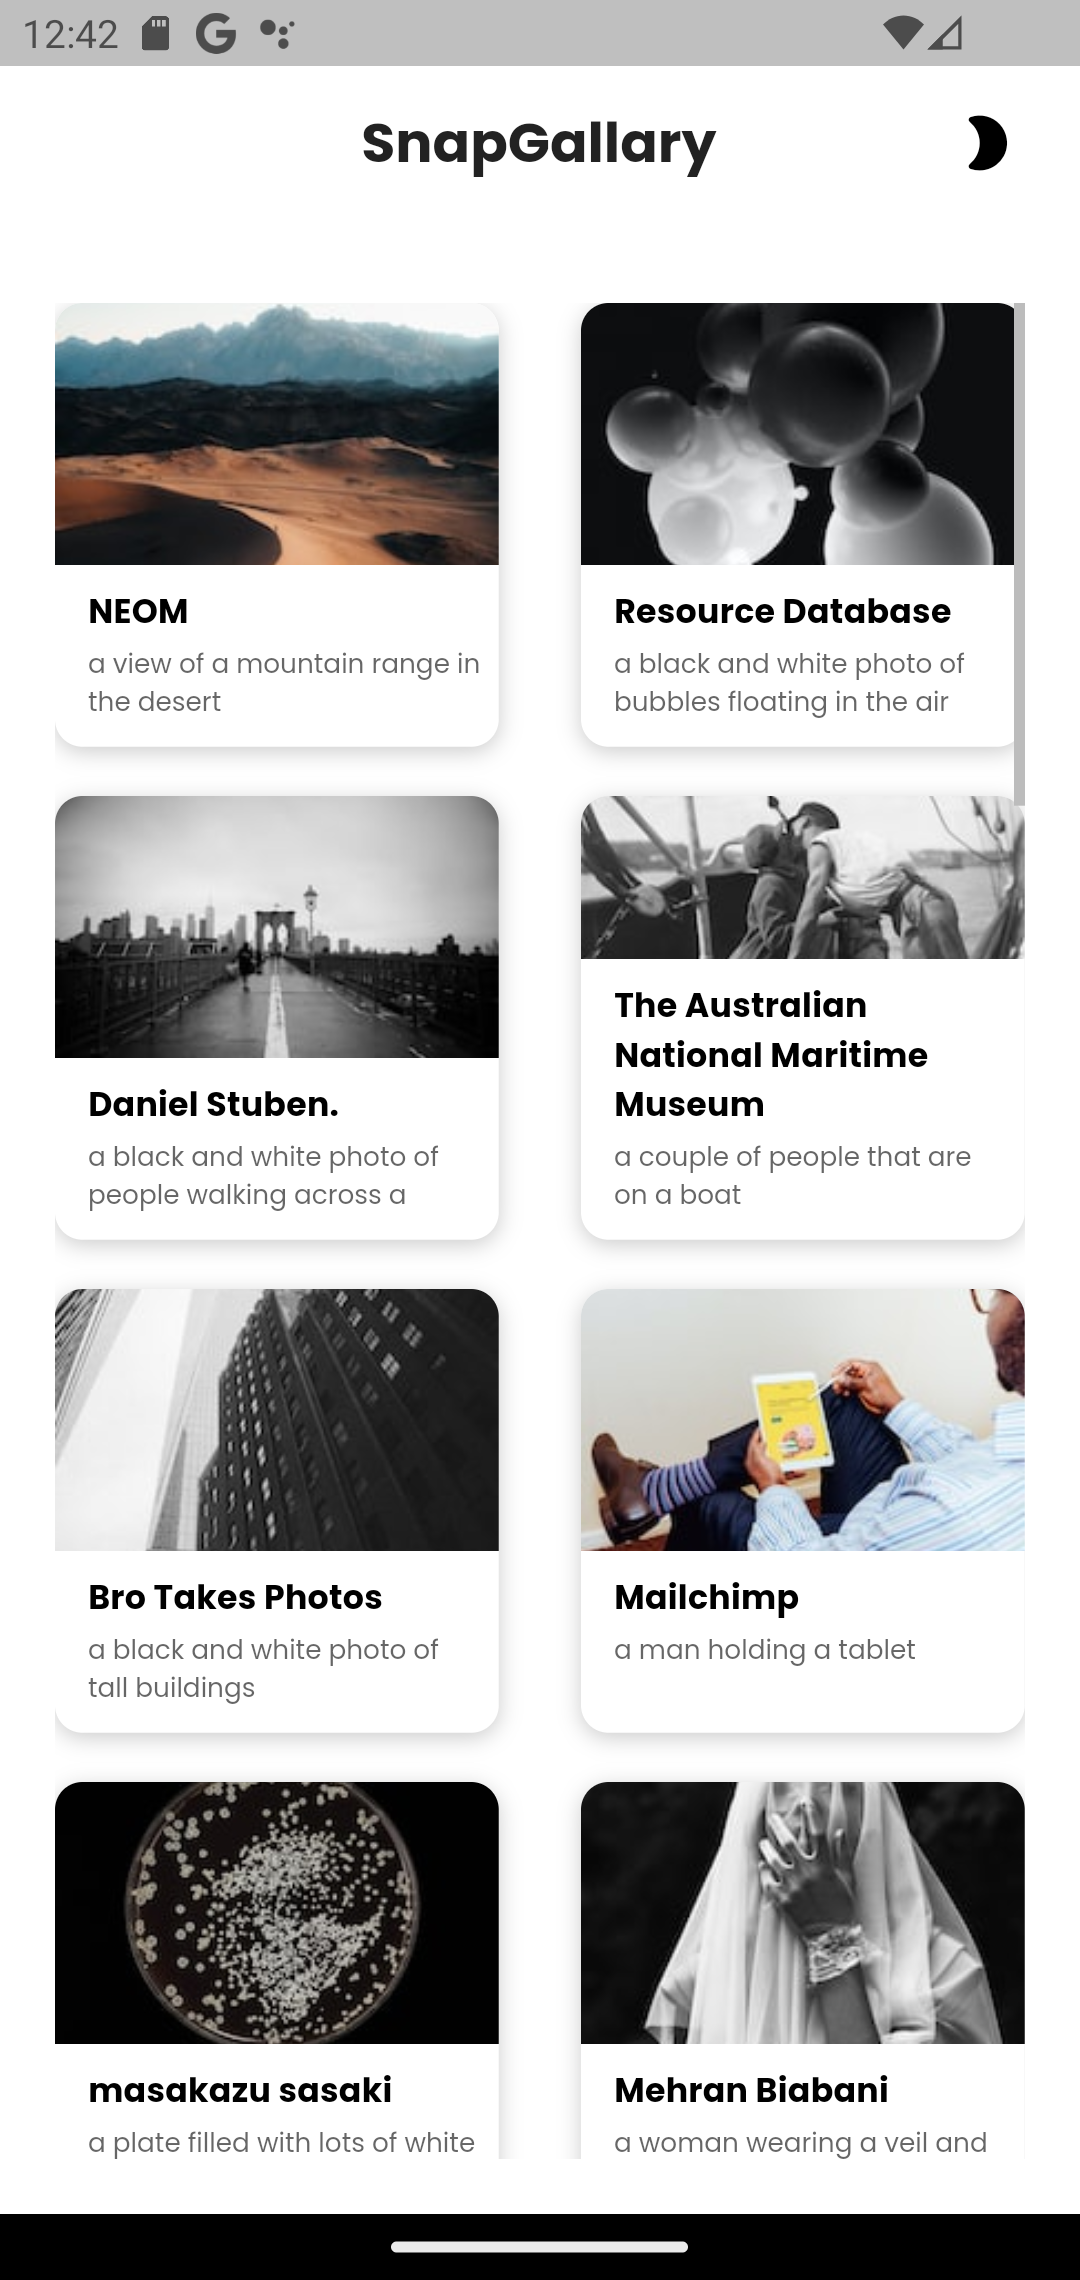 12:42
SnapGallary
NEOM
a view of a mountain range in
the desert
Resource Database
a black and white photo of
bubbles floating in the air
Daniel Stuben.
a black and white photo of
people walking across a
The Australian
National Maritime
Museum
a couple of people that are
on a boat
Bro Takes Photos
a black and white photo of
tall buildings
Mailchimp
a man holding a tablet
masakazu sasaki
a plate filled with lots of white
Mehran Biabani
a woman wearing a veil and